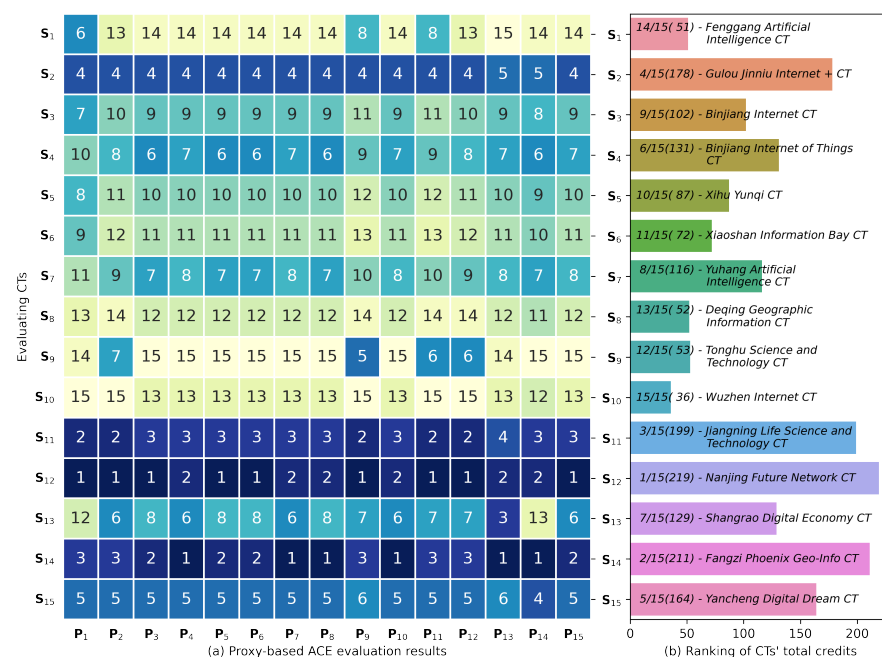 Evaluating CTs
S1 6 13 14 14 14 14 14 14 8 14 8 13 15 14 14
S2 4 4 4 4 4 4 4 4 4 4 4 4 5 5 4
S3 7 10 9 9 9 9 9 9 11 9 11 10 9 8 9
S4 10 8 6 7 6 6 7 6 9 7 9 8 7 6 7
S5 8 11 10 10 10 10 10 10 12 10 12 11 10 9 10
S6 9 12 11 11 11 11 11 11 13 11 13 12 11 10 11
S7 11 9 7 8 7 7 8 7 10 8 10 9 8 7 8
S8 13 14 12 12 12 12 12 12 14 12 14 14 12 11 12
S9 14 7 15 15 15 15 15 15 5 15 6 6 14 15 15
S10 15 15 13 13 13 13 13 13 15 13 15 15 13 12 13
S11 2 2 3 3 3 3 3 3 2 3 2 2 4 3 3
S12 1 1 1 2 1 1 2 2 1 2 1 1 2 2 1
S13 12 6 8 6 8 8 6 8 7 6 7 7 3 13 6
S14 3 3 2 1 2 2 1 1 3 1 3 3 1 1 2
S15 5 5 5 5 5 5 5 5 6 5 5 5 6 4 5
P1 P2 P3 P4 P5 P6 P7 P8 P9 P10 P11 P12 P13 P14 P15
(a) Proxy-based ACE evaluation results
S1 14/15( 51) - Fenggang Artificial
Intelligence CT
S2 4/15(178) - Gulou Jinniu Internet + CT
S3 9/15(102) - Binjiang Internet CT
S4 6/15(131) - Binjiang Internet of Things
CT
S5 10/15( 87) - Xihu Yunqi CT
S6 11/15( 72) - Xiaoshan Information Bay CT
S7 8/15(116) - Yuhang Artificial
Intelligence CT
S8 13/15( 52) - Deqing Geographic
Information CT
S9 12/15( 53) - Tonghu Science and
Technology CT
S10 15/15( 36) - Wuzhen Internet CT
S11 3/15(199) - Jiangning Life Science and
Technology CT
S12 1/15(219) - Nanjing Future Network CT
S13 7/15(129) - Shangrao Digital Economy CT
S14 2/15(211) - Fangzi Phoenix Geo-Info CT
S15 5/15(164) - Yancheng Digital Dream CT
0 50 100 150 200
(b) Ranking of CTs' total credits